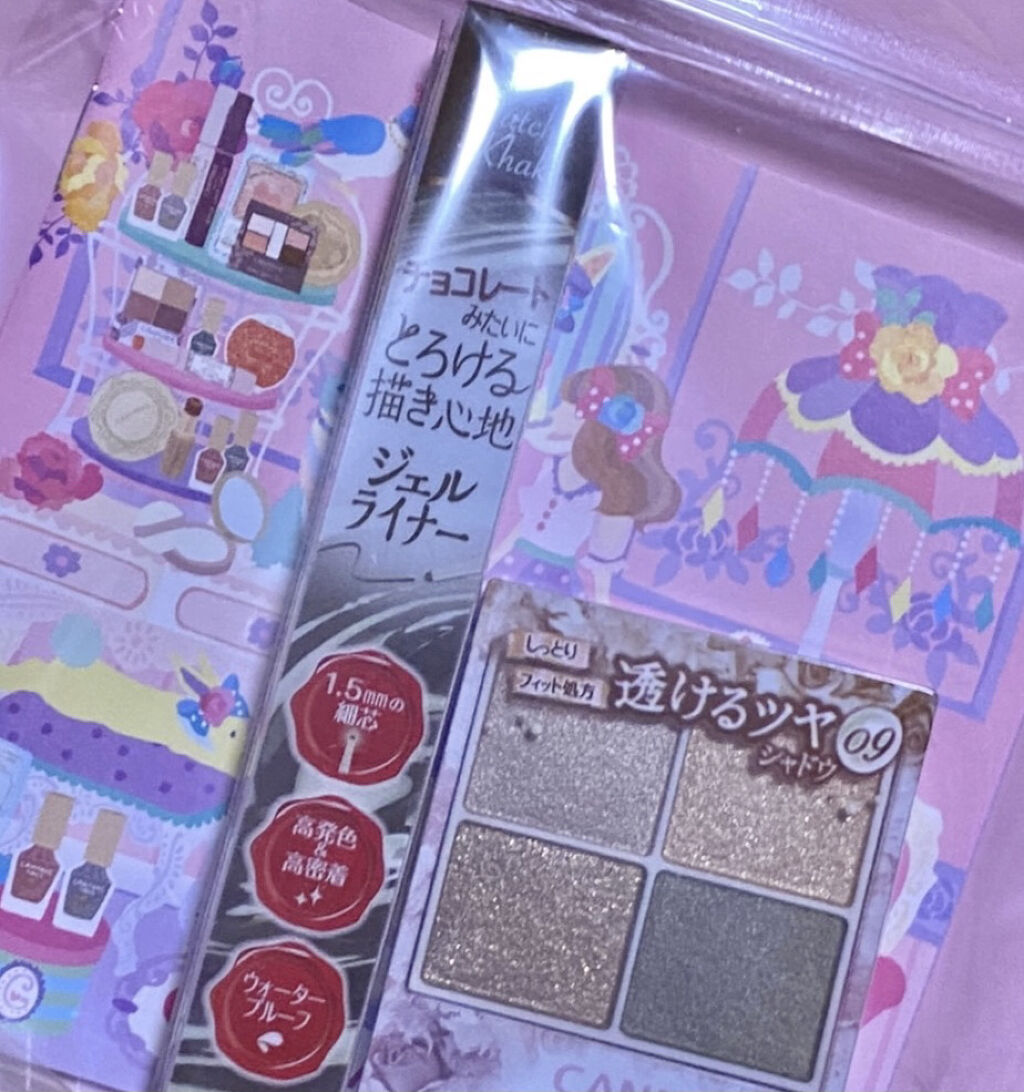 チョコレート
みたいに
とろける
描き心地
ジェル
ライナー
1.5mmの
細芯
高発色
&
高密着
ウォーター
プルーフ
しっとり
フィット処方
透けるツヤ
シャドウ
09